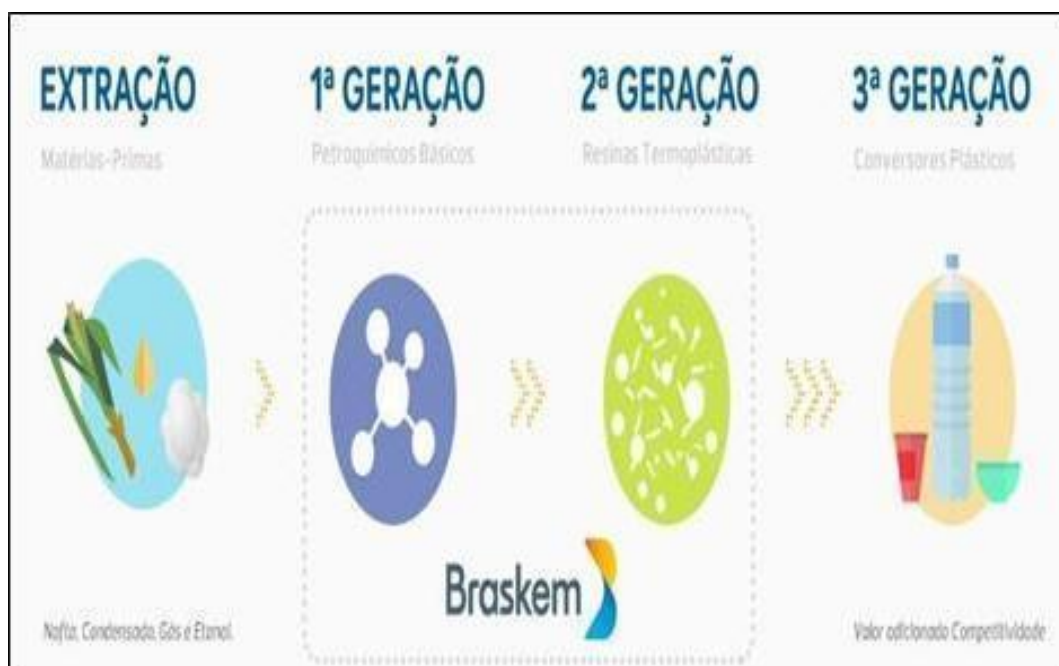 EXTRAÇÃO
Matérias-Primas
1ª GERAÇÃO
Petroquímicos Básicos
2ª GERAÇÃO
Resinas Termoplásticas
3ª GERAÇÃO
Conversores Plásticos
Braskem
Nafta, Condensado, Gás e Etanol.
Valor adicionado Competitividade